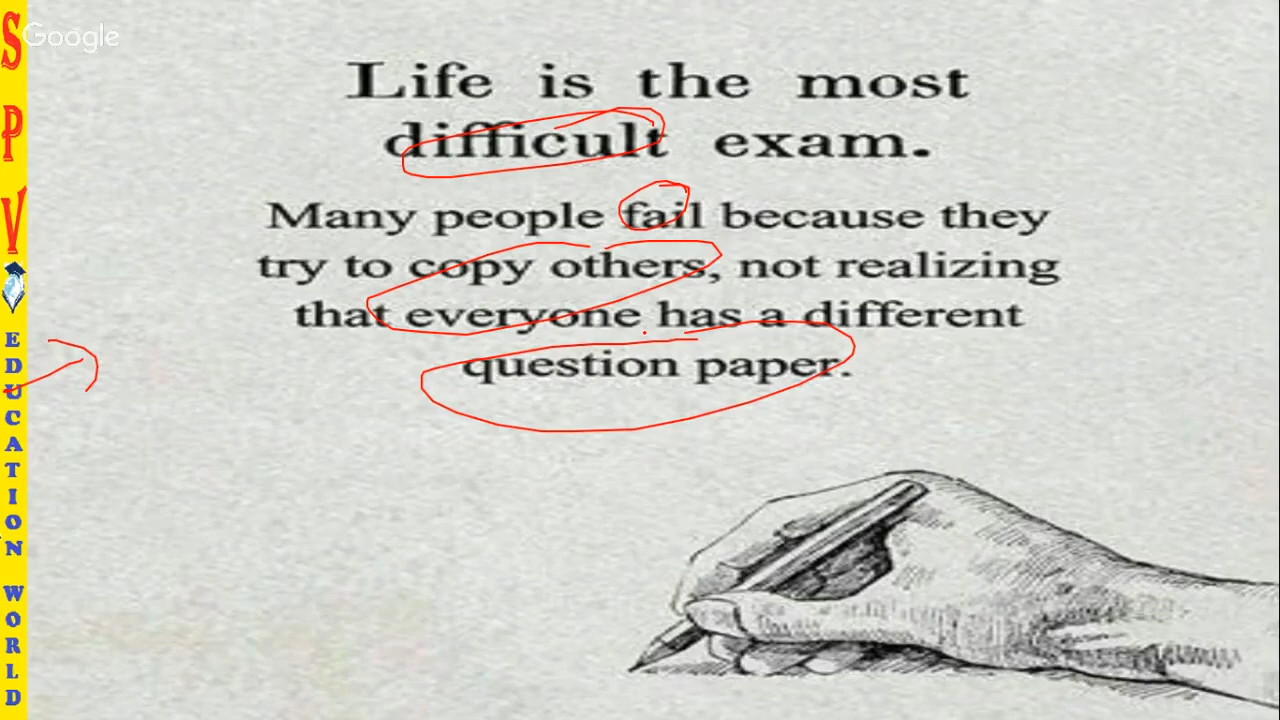 Google
S P V
EDUCATION WORLD
Life is the most
difficult exam.
Many people fail because they
try to copy others, not realizing
that everyone has a different
question paper.